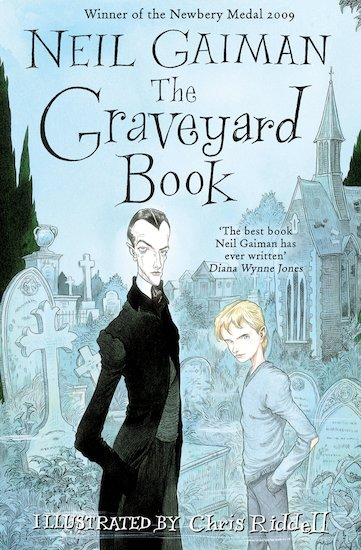 Winner of the Newbery Medal 2009
NEIL GAIMAN
The
Graveyard
Book
‘The best book
Neil Gaiman has
ever written’
Diana Wynne Jones
ILLUSTRATED BY Chris Riddell